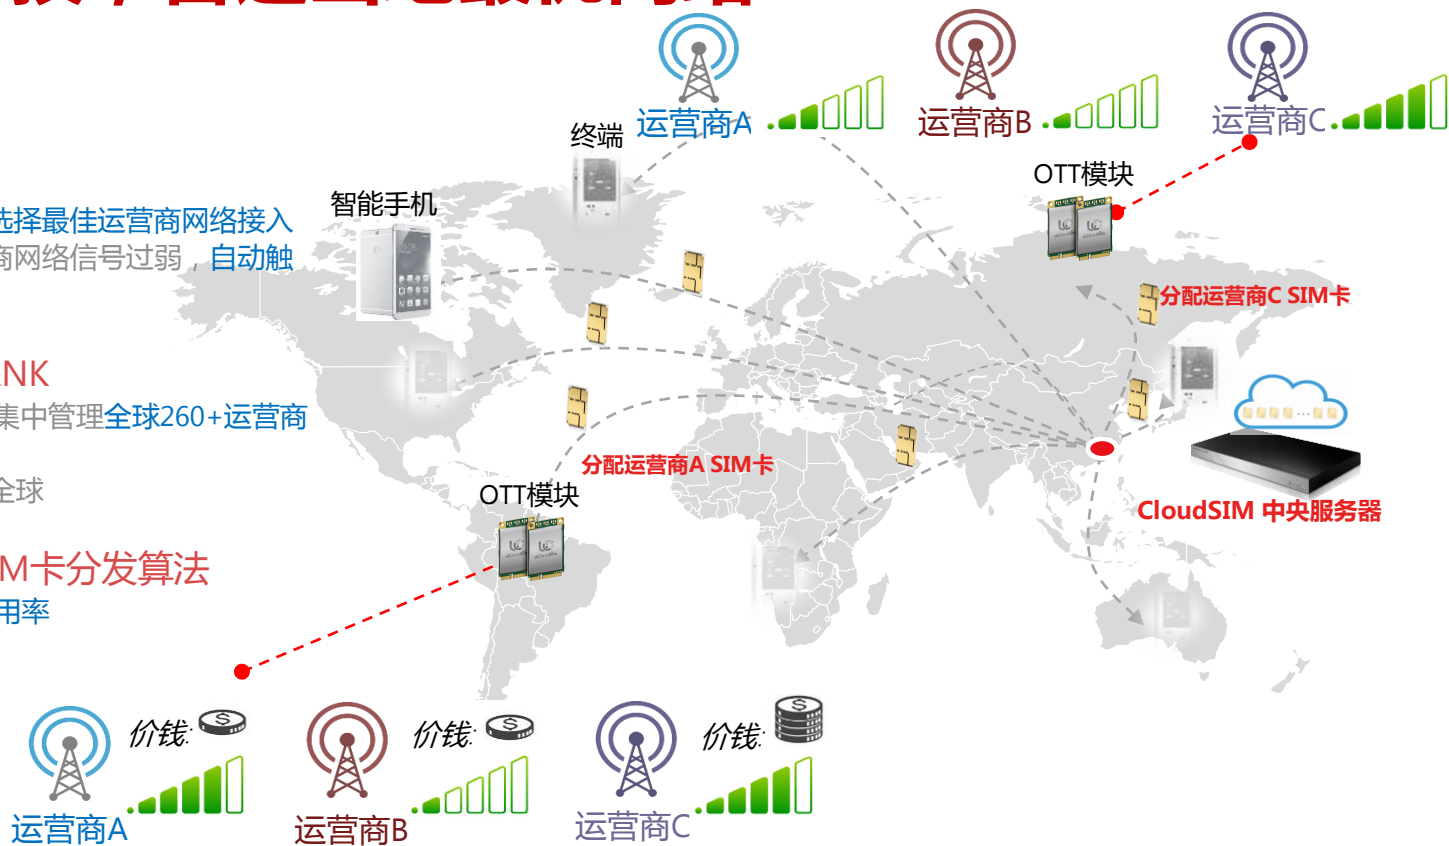 运营商A
运营商B
运营商C
终端
OTT模块
智能手机
选择最佳运营商网络接入
商网络信号过弱，自动触
分配运营商C SIM卡
ANK
集中管理全球260+运营商
分配运营商A SIM卡
全球
OTT模块
CloudSIM 中央服务器
M卡分发算法
用率
价钱:
价钱:
价钱:
运营商A
运营商B
运营商C